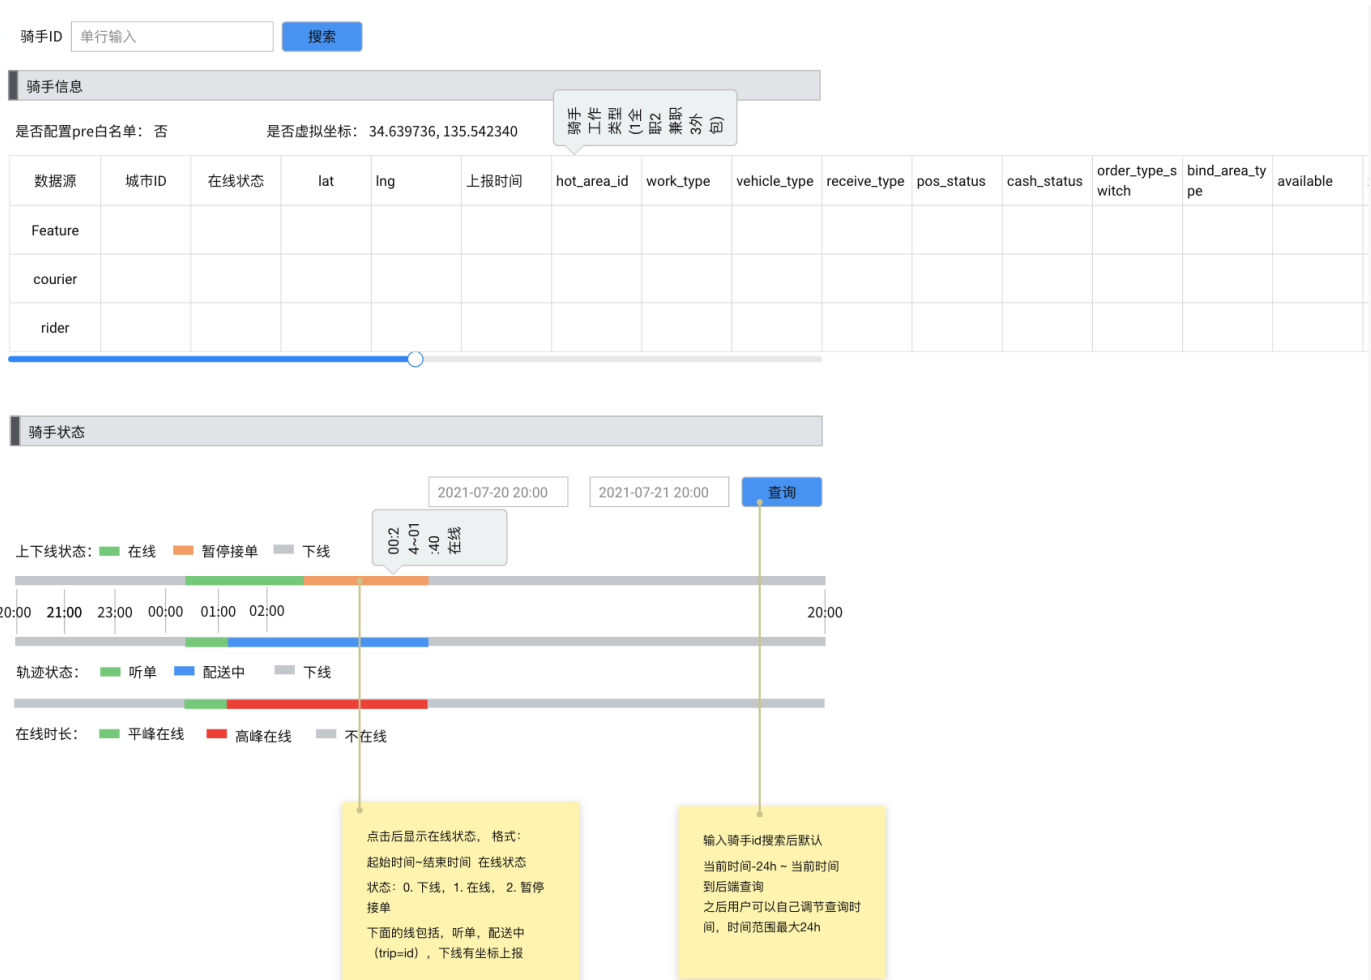 骑手ID 单行输入 搜索
骑手信息
骑手
工作
类型
(1全
职2
兼职
3外
包)
是否配置pre白名单： 否 是否虚拟坐标： 34.639736, 135.542340
数据源 城市ID 在线状态 lat lng 上报时间 hot_area_id work_type vehicle_type receive_type pos_status cash_status order_type_s
witch bind_area_ty
pe available
Feature
courier
rider
骑手状态
2021-07-20 20:00 2021-07-21 20:00 查询
00:2
4~01
:40
在线
上下线状态： 在线 暂停接单 下线
20:00 21:00 23:00 00:00 01:00 02:00 20:00
轨迹状态： 听单 配送中 下线
在线时长： 平峰在线 高峰在线 不在线
点击后显示在线状态， 格式：
起始时间~结束时间 在线状态
状态：0. 下线，1. 在线， 2. 暂停
接单
下面的线包括，听单，配送中
（trip=id），下线有坐标上报
输入骑手id搜索后默认
当前时间-24h ~ 当前时间
到后端查询
之后用户可以自己调节查询时
间，时间范围最大24h